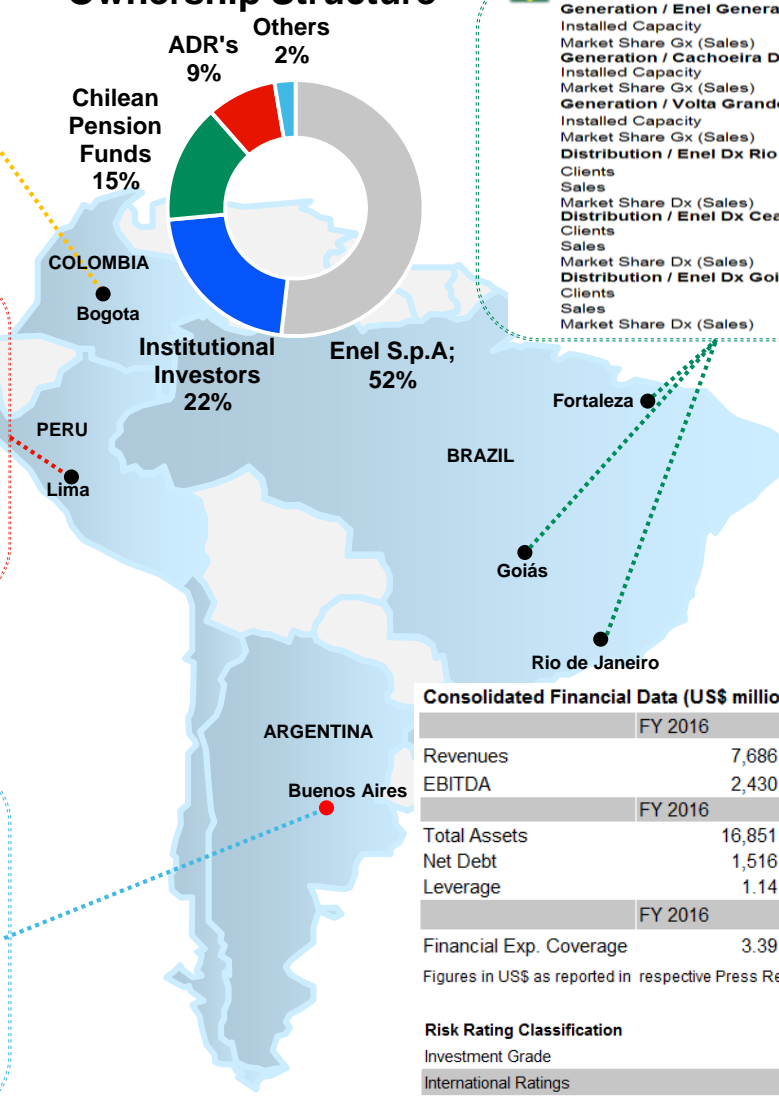 Ownership Structure
Others
2%
ADR's
9%
Chilean
Pension
Funds
15%
Institutional
Investors
22%
Enel S.p.A;
52%
Generation / Enel Genera
Installed Capacity
Market Share Gx (Sales)
Generation / Cachoeira D
Installed Capacity
Market Share Gx (Sales)
Generation / Volta Grande
Installed Capacity
Market Share Gx (Sales)
Distribution / Enel Dx Rio
Clients
Sales
Market Share Dx (Sales)
Distribution / Enel Dx Cea
Clients
Sales
Market Share Dx (Sales)
Distribution / Enel Dx Goi
Clients
Sales
Market Share Dx (Sales)
COLOMBIA
Bogota
PERU
Lima
BRAZIL
Fortaleza
Goiás
Rio de Janeiro
ARGENTINA
Buenos Aires
Consolidated Financial Data (US$ millio
FY 2016
Revenues 7,686
EBITDA 2,430
FY 2016
Total Assets 16,851
Net Debt 1,516
Leverage 1.14
FY 2016
Financial Exp. Coverage 3.39
Figures in US$ as reported in respective Press Re
Risk Rating Classification
Investment Grade
International Ratings